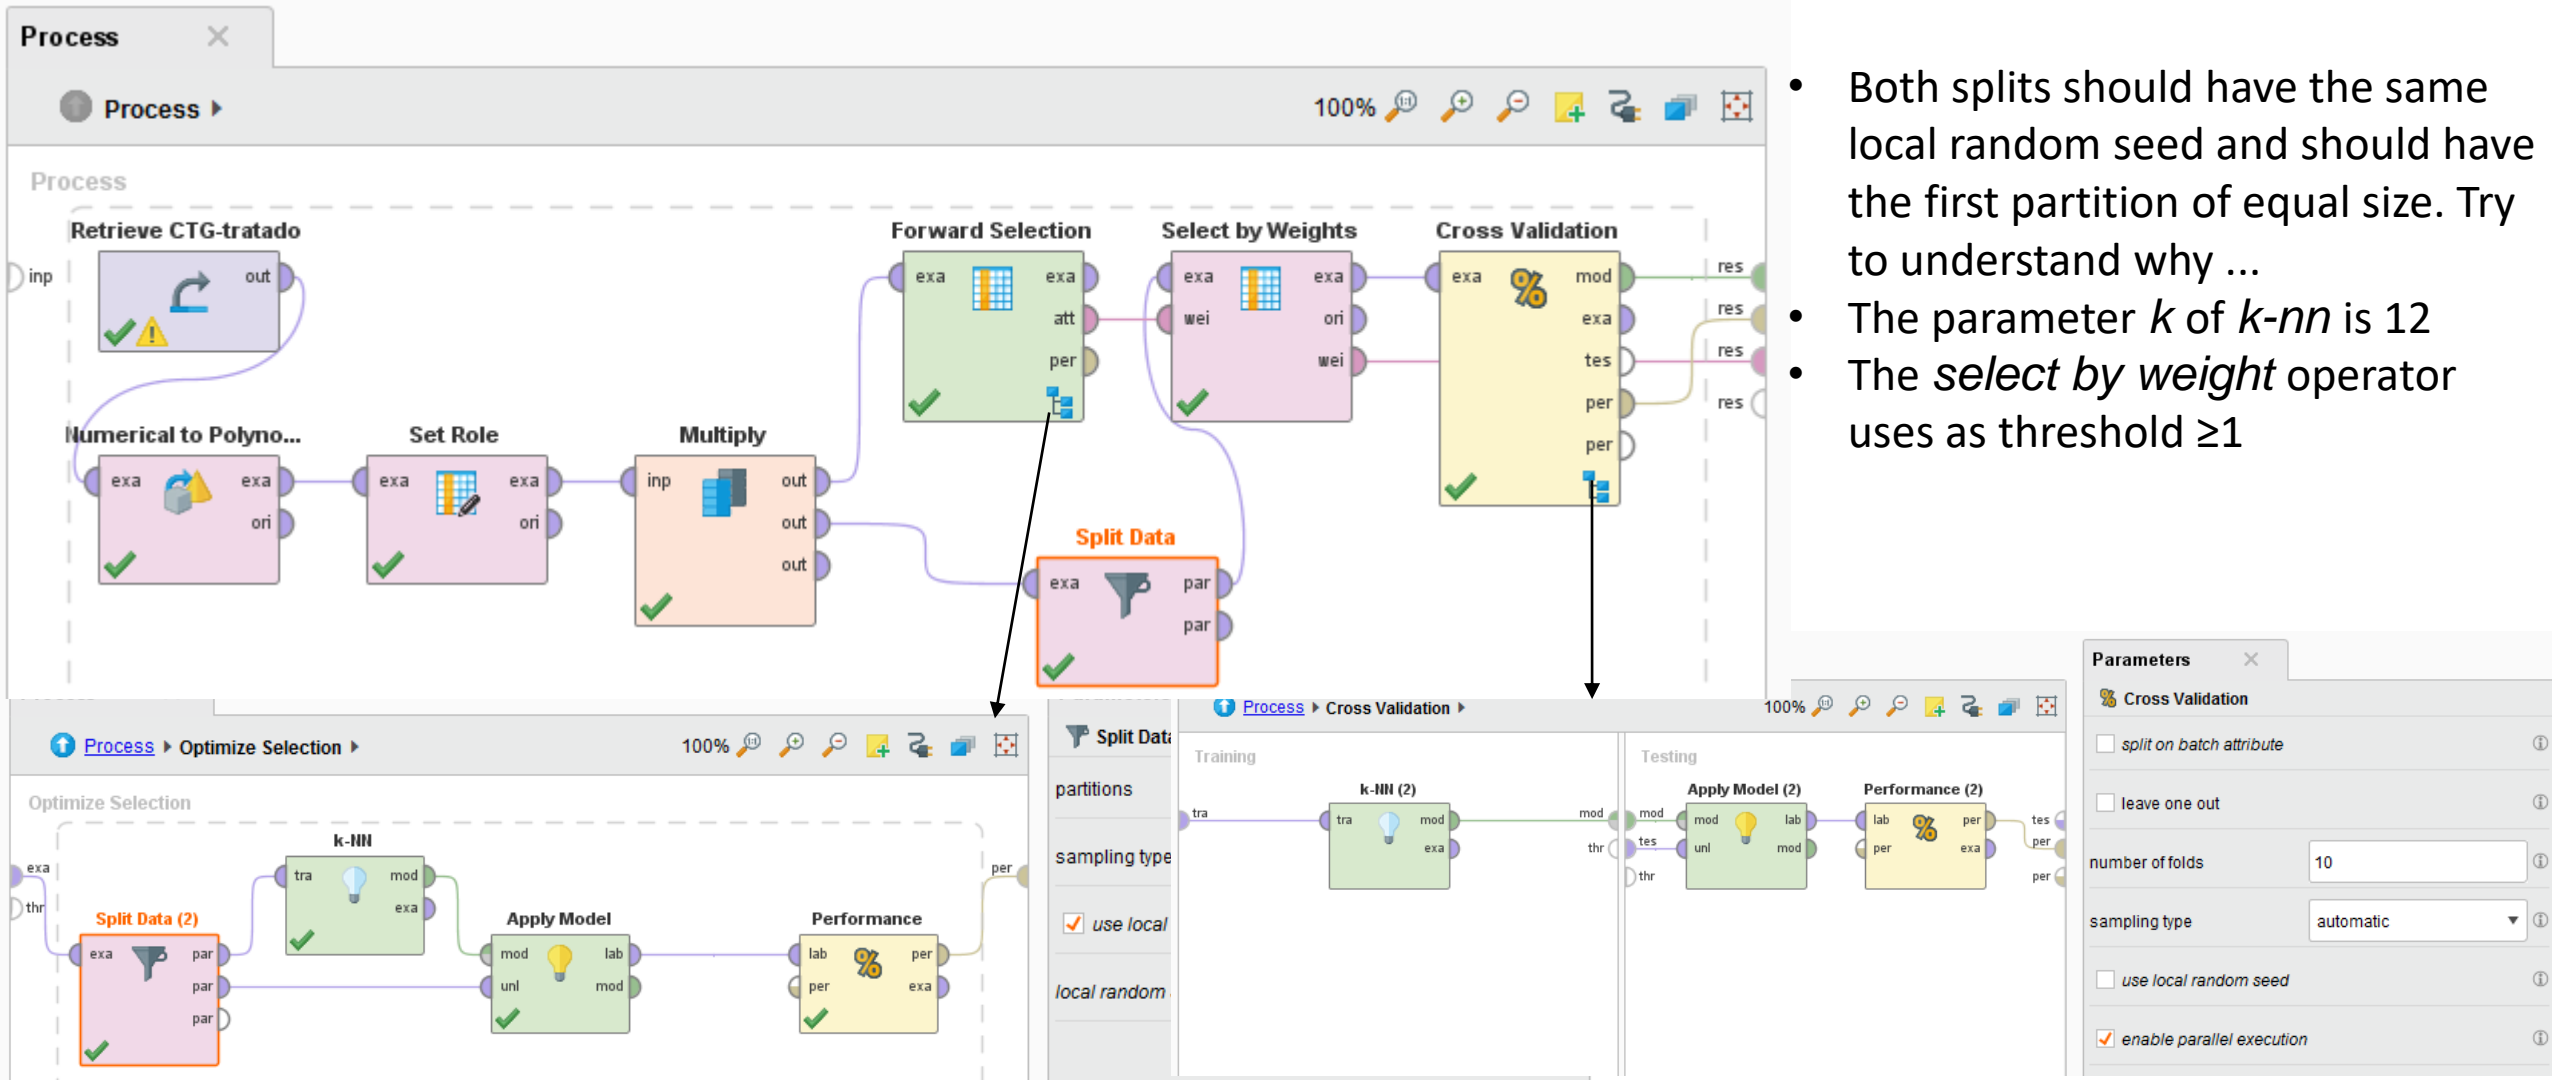 Process
Process
100%
Process
Retrieve CTG-tratado
inp
out
Forward Selection
exa
exa
att
per
Select by Weights
exa
exa
wei
ori
wei
Cross Validation
exa
mod
exa
tes
per
per
res
res
res
res
Numerical to Polyno...
exa
exa
ori
Set Role
exa
exa
ori
Multiply
inp
out
out
out
Split Data
exa
par
par
• Both splits should have the same
local random seed and should have
the first partition of equal size. Try
to understand why ...
• The parameter k of k-nn is 12
• The select by weight operator
uses as threshold ≥1
Process Optimize Selection
100%
Optimize Selection
exa
thr
Split Data (2)
exa
par
par
par
k-NN
tra
mod
exa
Apply Model
mod
lab
unl
mod
Performance
lab
per
per
exa
per
Split Data
partitions
sampling type
use local
local random
Process Cross Validation
100%
Training
tra
k-NN (2)
tra
mod
exa
mod
thr
Testing
mod
tes
thr
Apply Model (2)
mod
lab
unl
mod
Performance (2)
lab
per
per
exa
tes
per
per
Parameters
Cross Validation
split on batch attribute
leave one out
number of folds 10
sampling type automatic
use local random seed
enable parallel execution